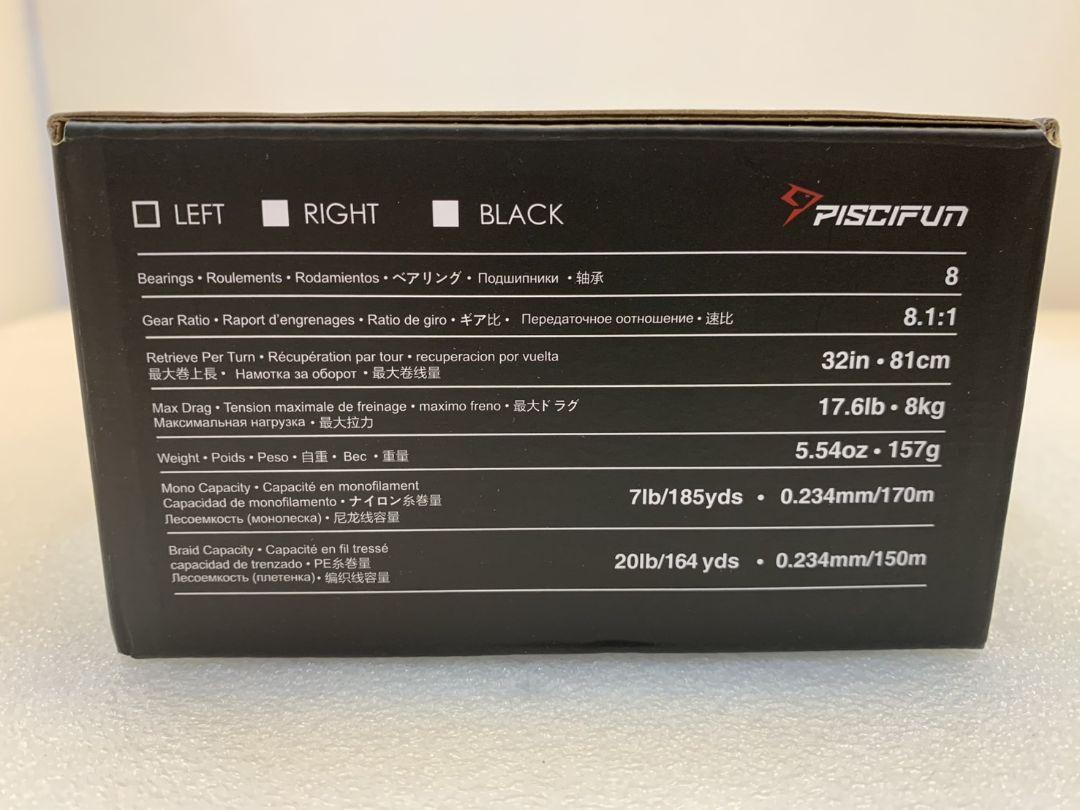 LEFT RIGHT BLACK PISCIFUN
Bearings • Roulements • Rodamientos • ベアリング • Подшипники • 轴承 8
Gear Ratio • Raport d'engrenages • Ratio de giro • ギア比 • Передаточное оотношение • 速比 8.1:1
Retrieve Per Turn • Récupération par tour • recuperacion por vuelta
最大巻上長 • Намотка за оборот • 最大卷线量 32in • 81cm
Max Drag • Tension maximale de freinage • maximo freno • 最大ドラグ
Максимальная нагрузка • 最大拉力 17.6lb • 8kg
Weight • Poids • Peso • 自重 • Вес • 重量 5.54oz • 157g
Mono Capacity • Capacité en monofilament
Capacidad de monofilamento • ナイロン糸巻量 7lb/185yds • 0.234mm/170m
Лесоемкость (монолеска) • 尼龙线容量
Braid Capacity • Capacité en fil tressé
capacidad de trenzado • PE糸巻量 20lb/164 yds • 0.234mm/150m
Лесоемкость (плетенка) • 编织线容量